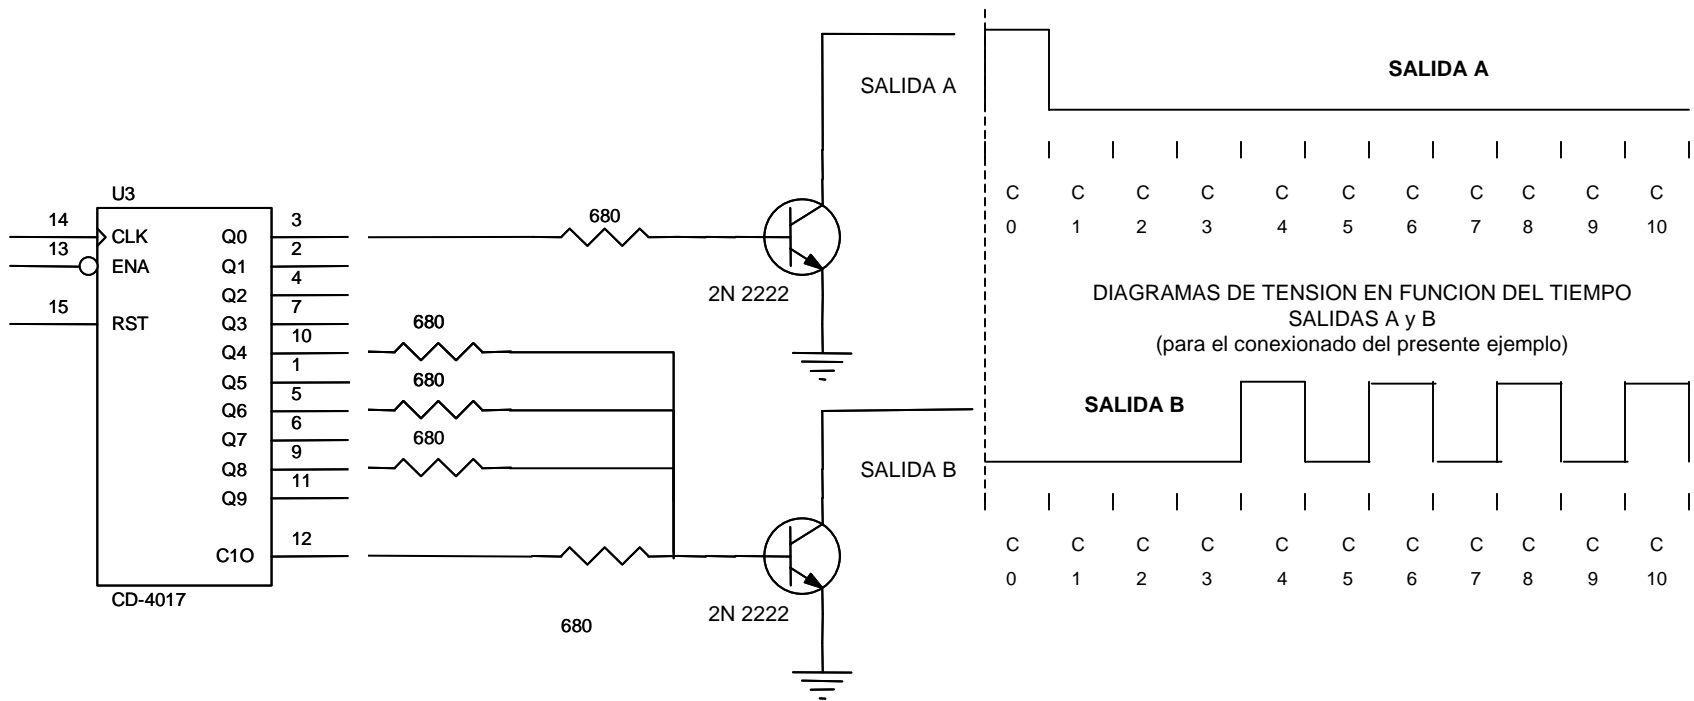 SALIDA A
SALIDA A
C C C C C C C C C C C
0 1 2 3 4 5 6 7 8 9 10
U3
14 CLK Q0 3
13 ENA Q1 2
Q2 4
15 RST Q3 7
Q4 10
Q5 1
Q6 5
Q7 6
Q8 9
Q9 11
C1O 12
CD-4017
680
2N 2222
680
680
680
680
2N 2222
DIAGRAMAS DE TENSION EN FUNCION DEL TIEMPO
SALIDAS A y B
(para el conexionado del presente ejemplo)
SALIDA B
SALIDA B
C C C C C C C C C C C
0 1 2 3 4 5 6 7 8 9 10